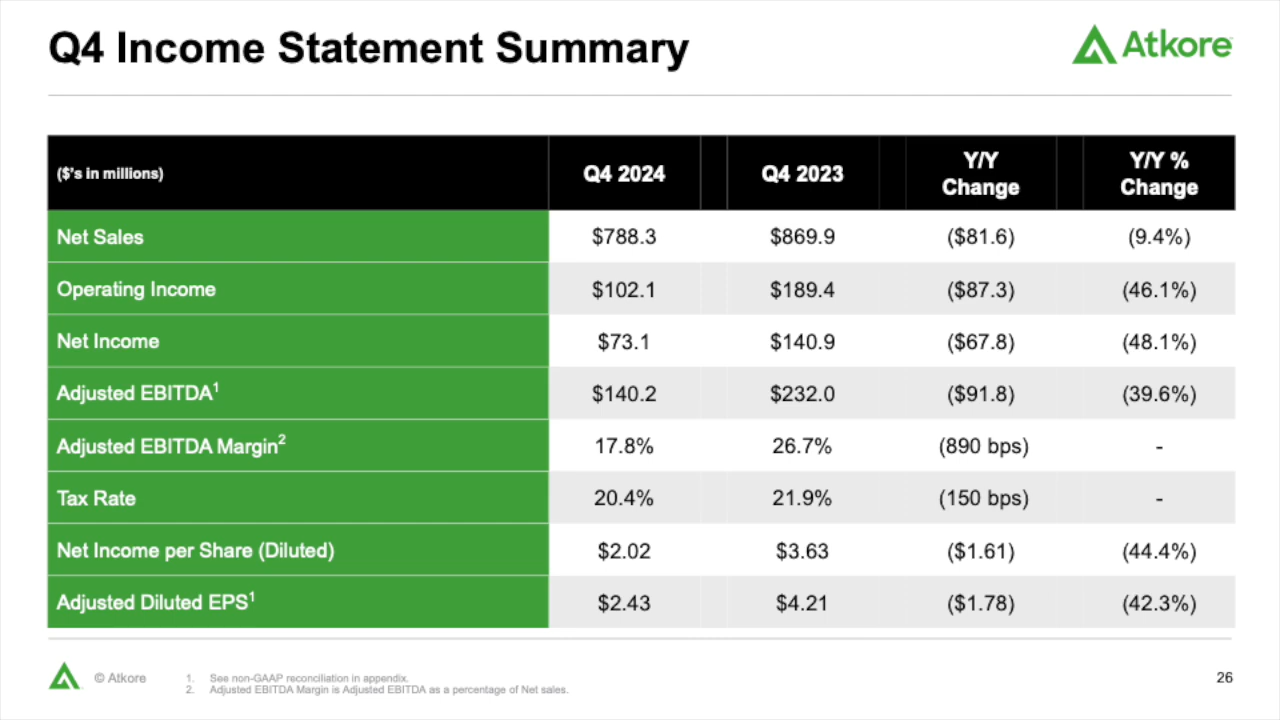 Q4 Income Statement Summary
Atkore
($'s in millions) Q4 2024 Q4 2023 Y/Y Change Y/Y % Change
Net Sales $788.3 $869.9 ($81.6) (9.4%)
Operating Income $102.1 $189.4 ($87.3) (46.1%)
Net Income $73.1 $140.9 ($67.8) (48.1%)
Adjusted EBITDA1 $140.2 $232.0 ($91.8) (39.6%)
Adjusted EBITDA Margin2 17.8% 26.7% (890 bps) -
Tax Rate 20.4% 21.9% (150 bps) -
Net Income per Share (Diluted) $2.02 $3.63 ($1.61) (44.4%)
Adjusted Diluted EPS1 $2.43 $4.21 ($1.78) (42.3%)
© Atkore
1. See non-GAAP reconciliation in appendix.
2. Adjusted EBITDA Margin is Adjusted EBITDA as a percentage of Net sales.
26